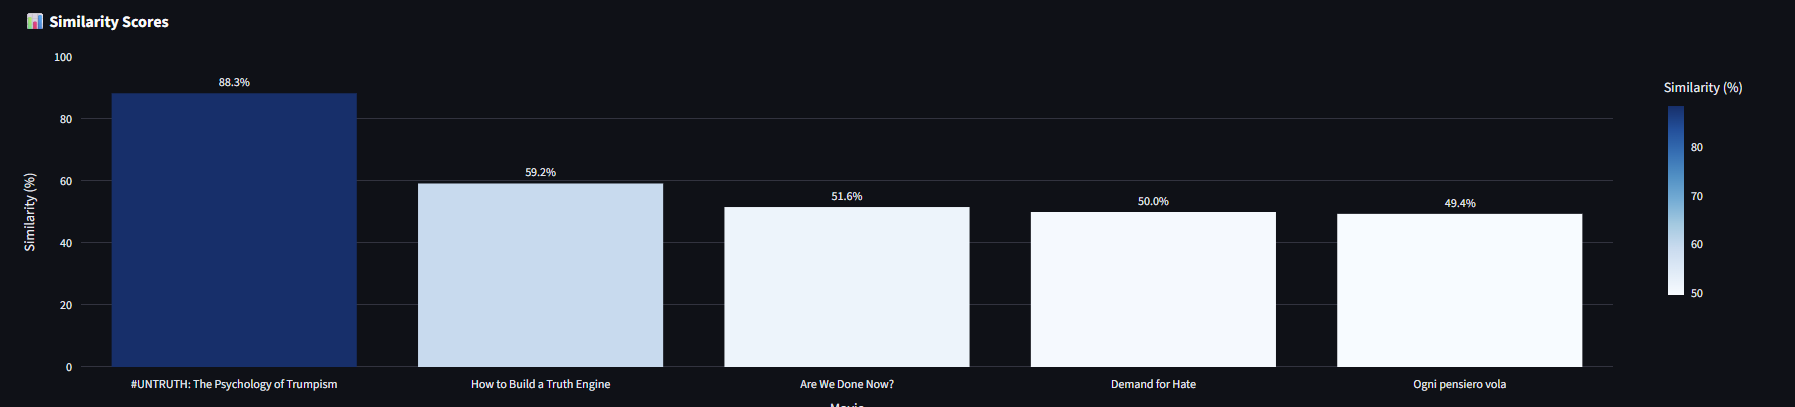 📊 Similarity Scores
Similarity (%)
100
80
60
40
20
0
88.3%
59.2%
51.6%
50.0%
49.4%
#UNTRUTH: The Psychology of Trumpism
How to Build a Truth Engine
Are We Done Now?
Demand for Hate
Ogni pensiero vola
Movie
Similarity (%)
80
70
60
50